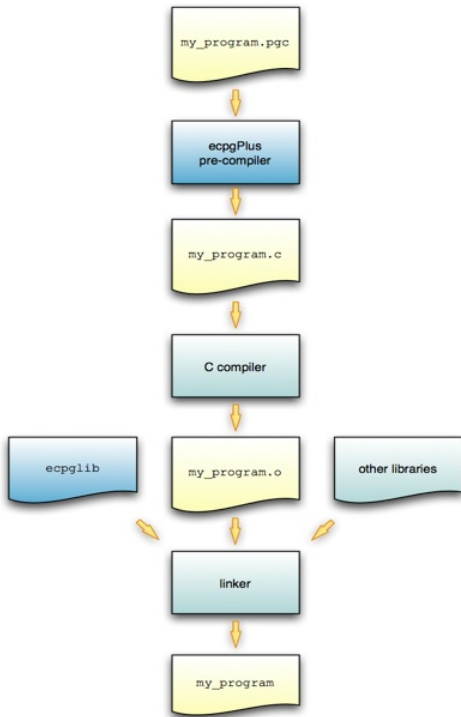 my_program.pgc
ecpgPlus
pre-compiler
my_program.c
C compiler
ecpglib
my_program.o
other libraries
linker
my_program